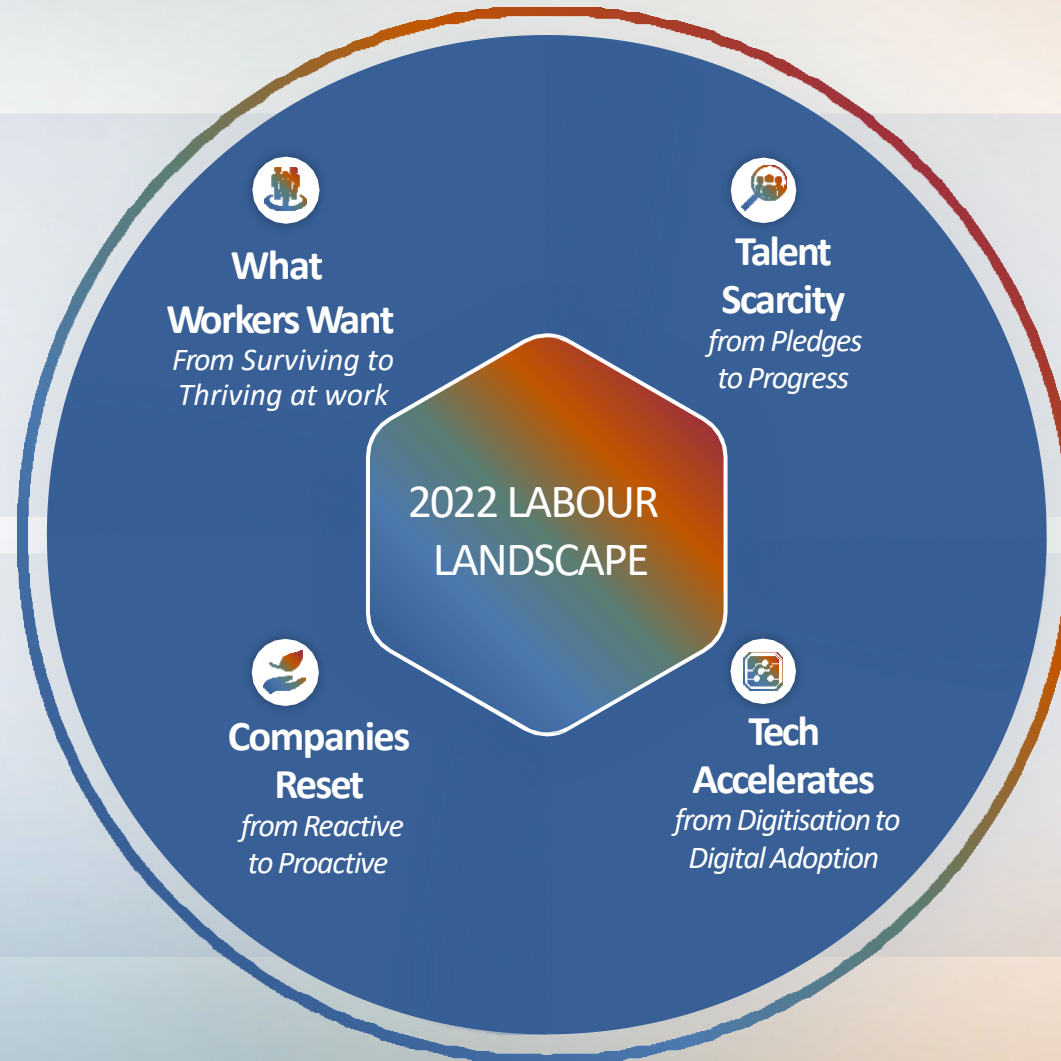 What
Workers Want
From Surviving to
Thriving at work
Talent
Scarcity
from Pledges
to Progress
2022 LABOUR
LANDSCAPE
Companies
Reset
from Reactive
to Proactive
Tech
Accelerates
from Digitisation to
Digital Adoption